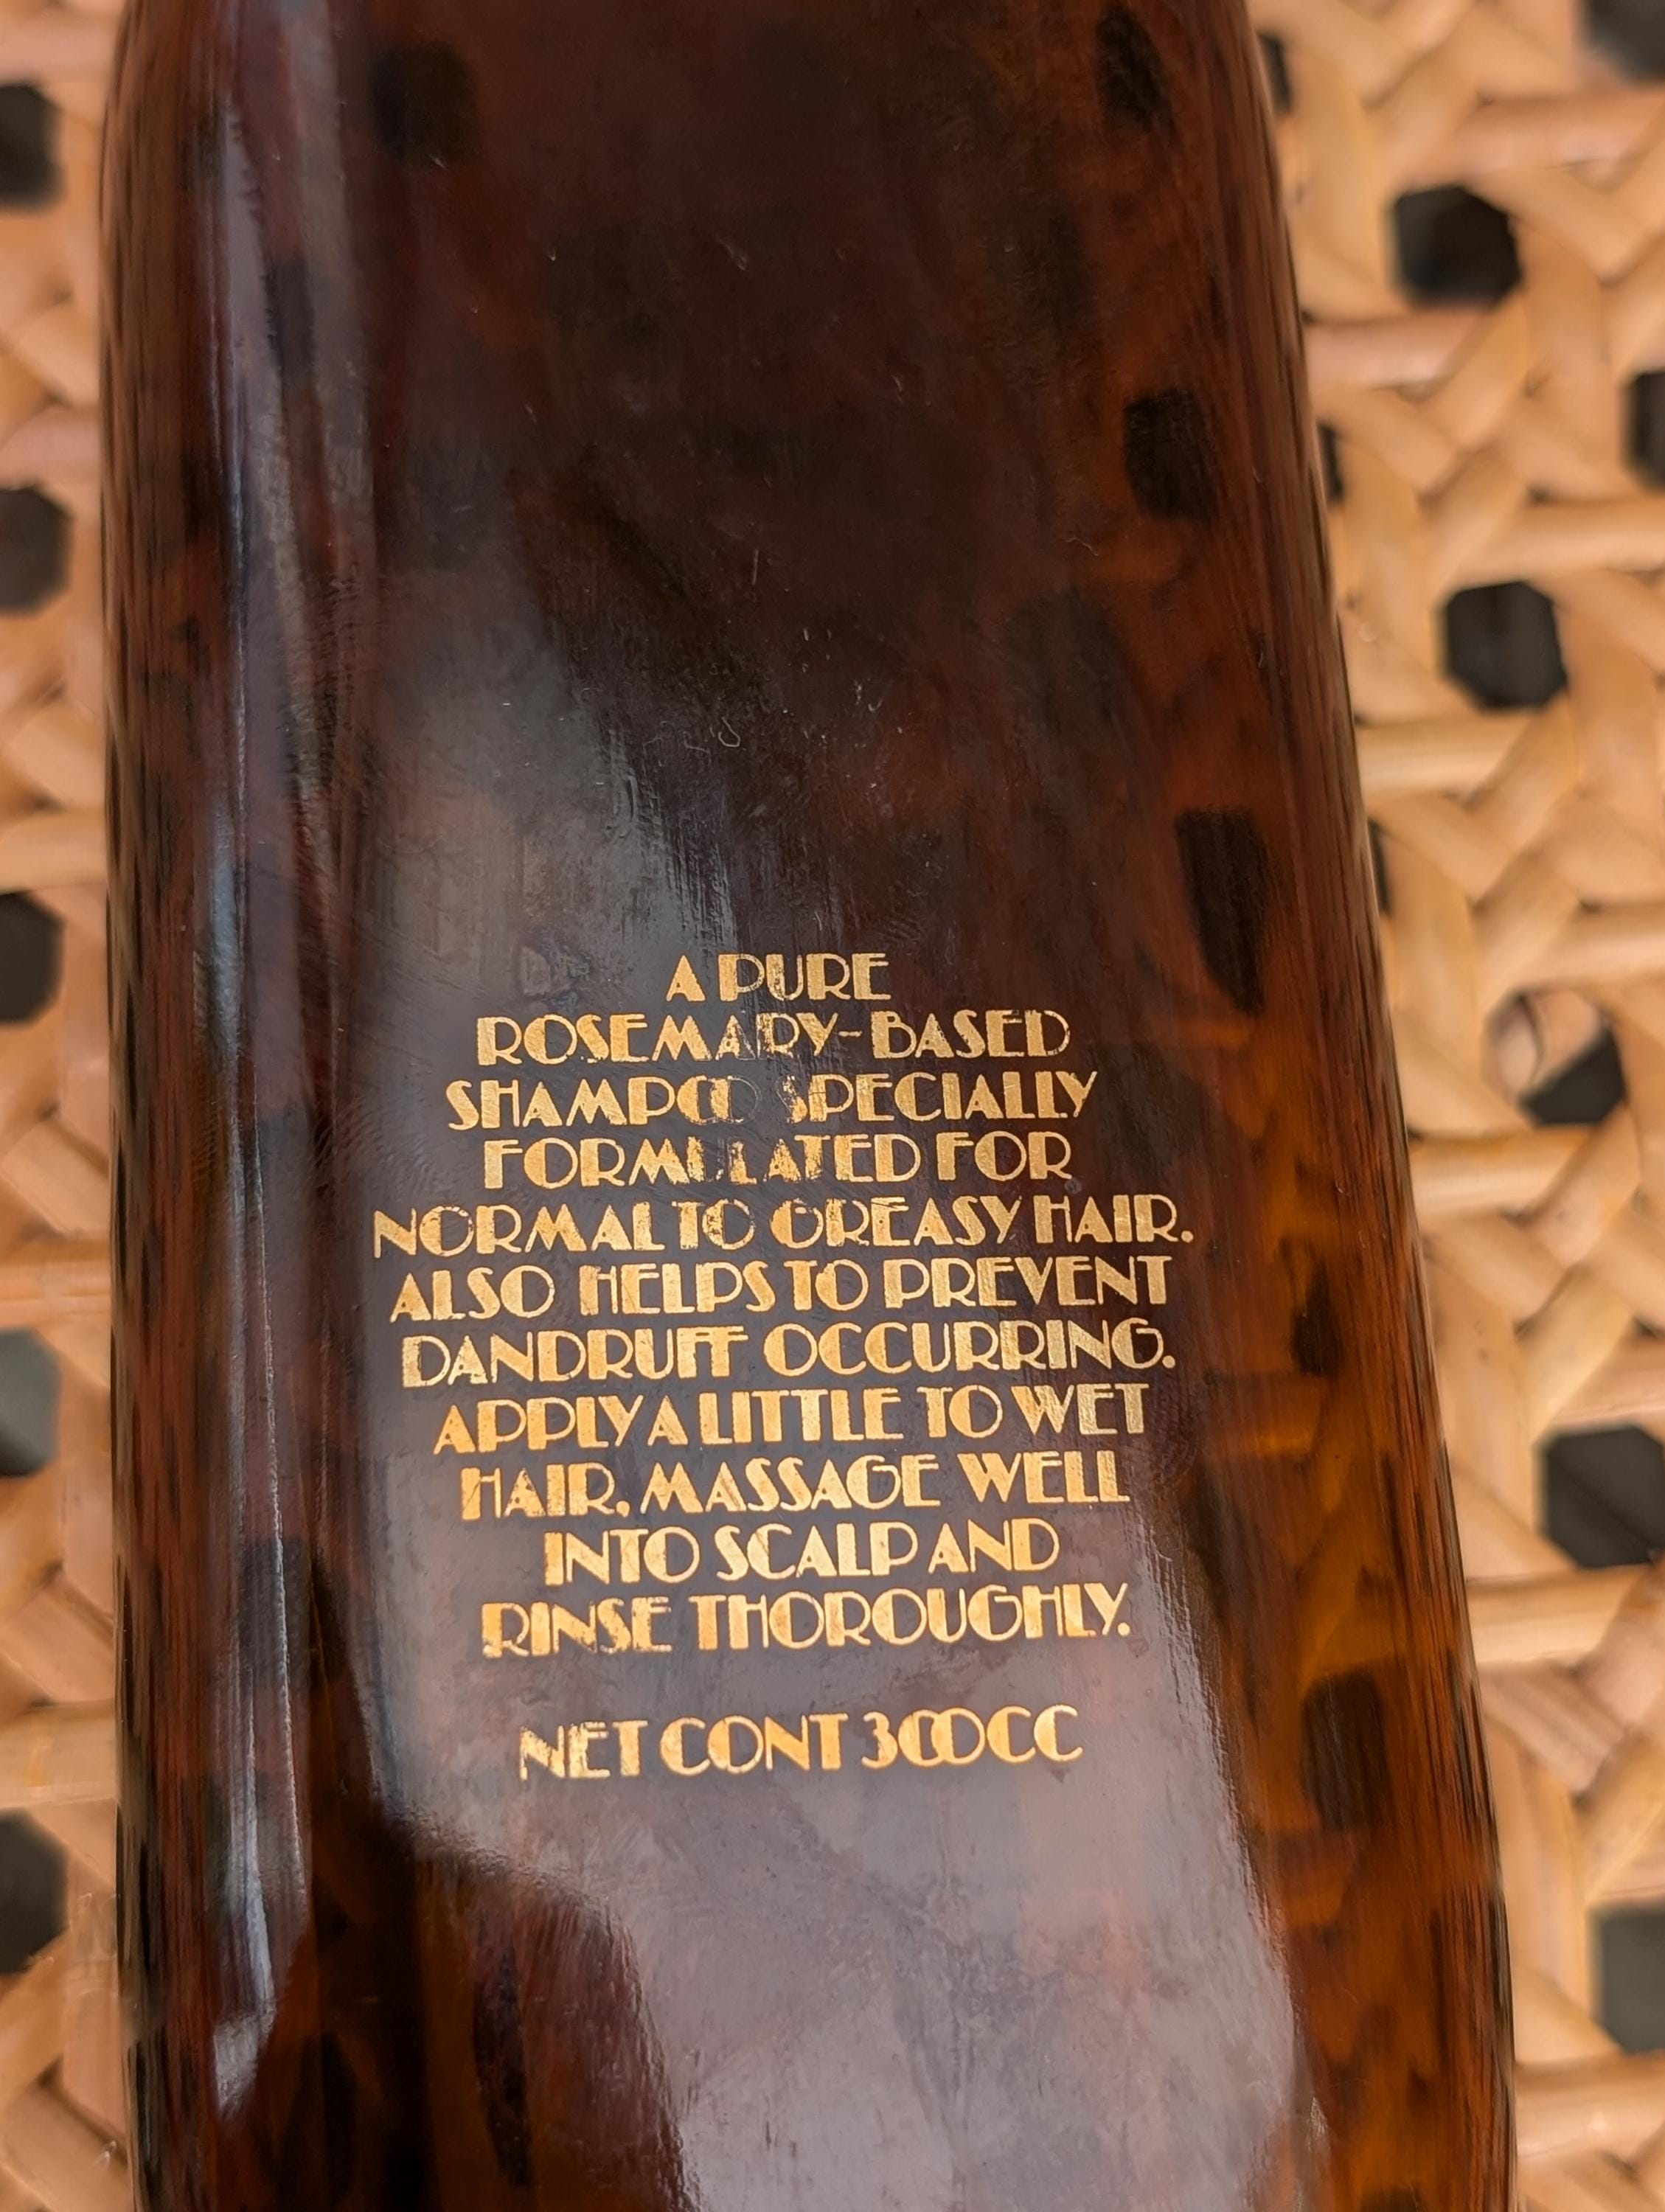 A PURE
ROSEMARY-BASED
SHAMPOO SPECIALLY
FORMULATED FOR
NORMAL TO GREASY HAIR.
ALSO HELPS TO PREVENT
DANDRUFF OCCURRING.
APPLY A LITTLE TO WET
HAIR, MASSAGE WELL
INTO SCALP AND
RINSE THOROUGHLY.
NET CONT 300CC